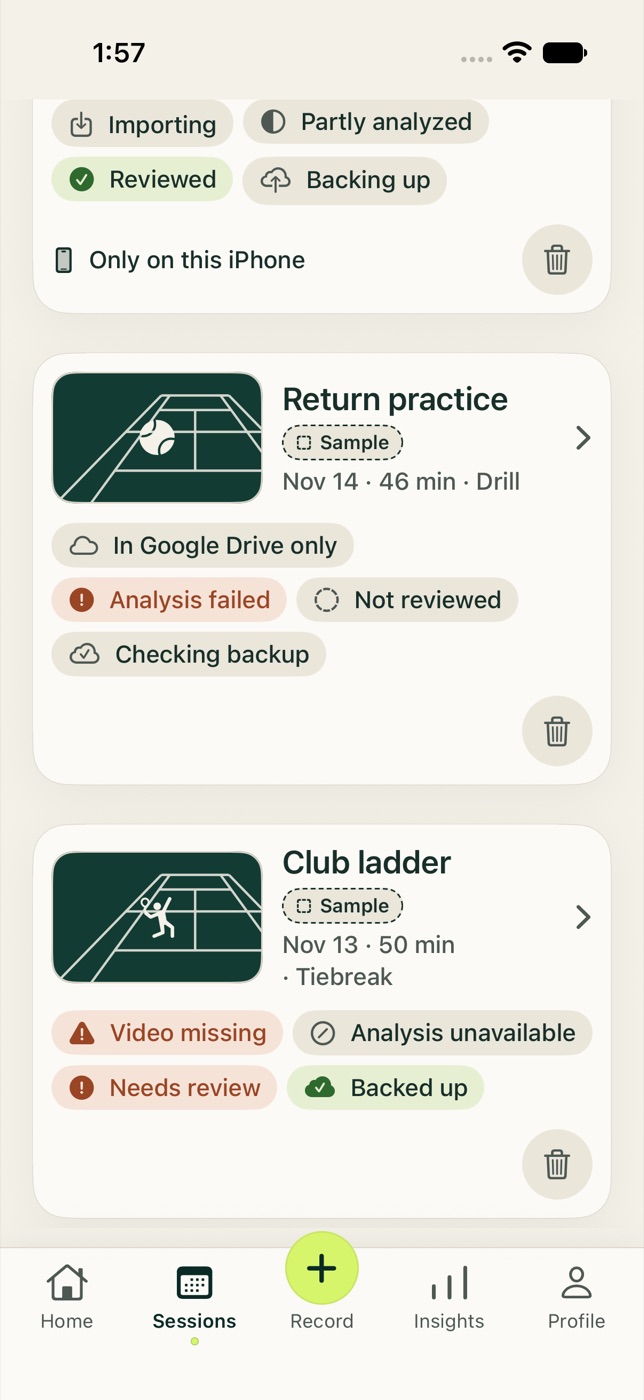 1:57
Importing
Partly analyzed
Reviewed
Backing up
Only on this iPhone
Return practice
Sample
Nov 14 · 46 min · Drill
In Google Drive only
Analysis failed
Not reviewed
Checking backup
Club ladder
Sample
Nov 13 · 50 min
· Tiebreak
Video missing
Analysis unavailable
Needs review
Backed up
Home
Sessions
Record
Insights
Profile